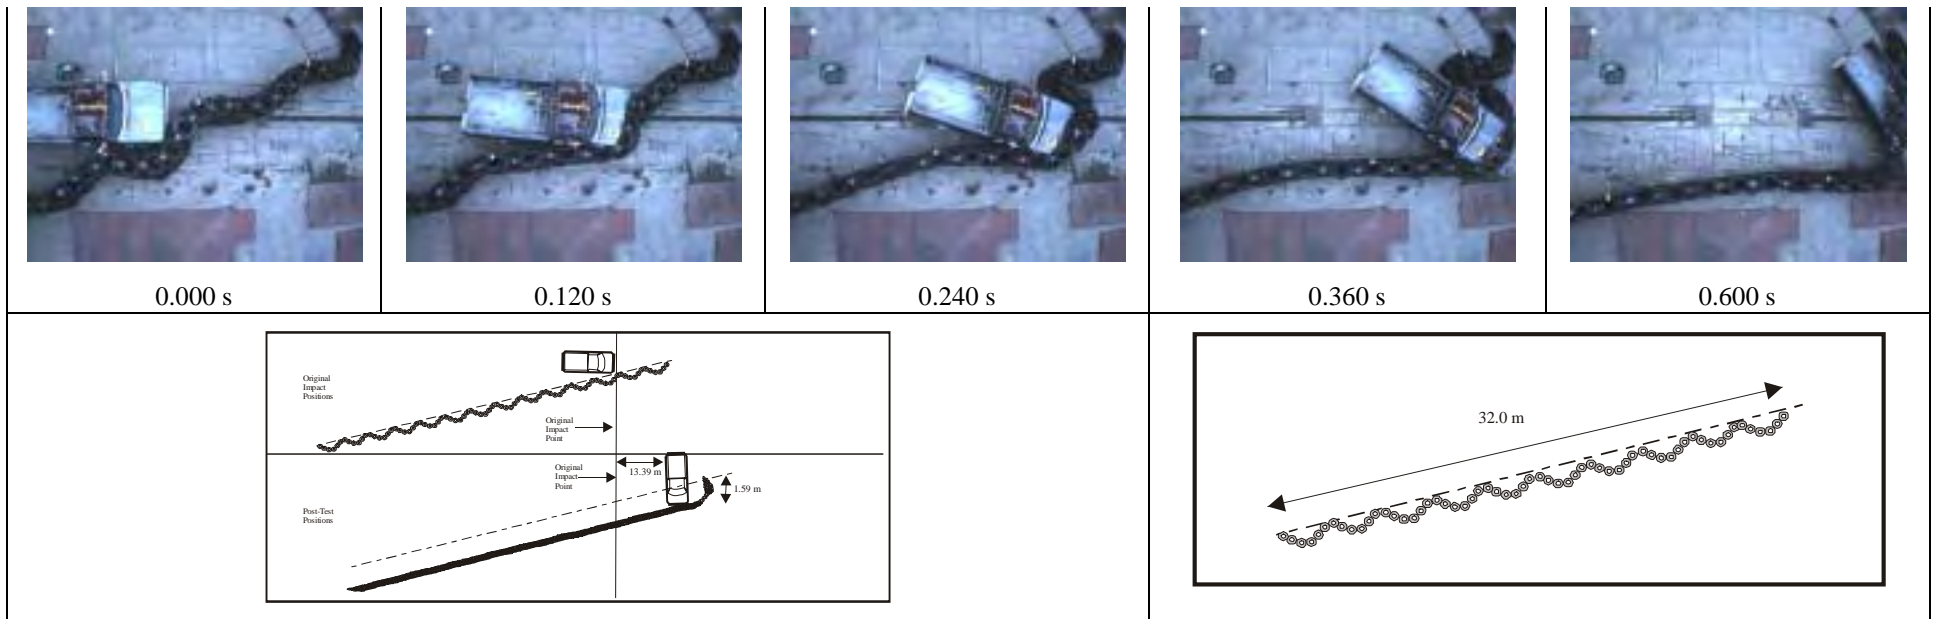 0.000 s
0.120 s
0.240 s
0.360 s
0.600 s
Original
Impact
Positions
Original
Impact
Point
Original
Impact
Point
13.39 m
1.59 m
Post-Test
Positions
32.0 m